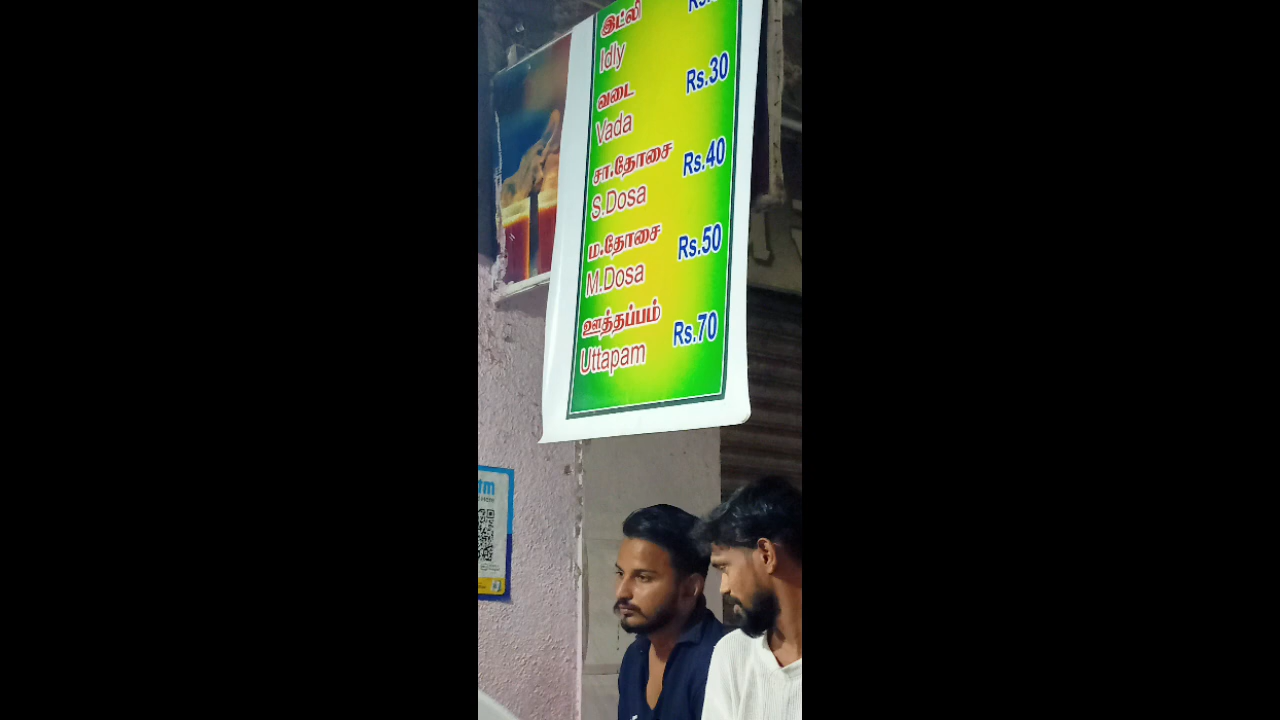 இட்லி
Idly
வடை Rs.30
Vada
சா.தோசை Rs.40
S.Dosa
ம.தோசை Rs.50
M.Dosa
ஊத்தப்பம் Rs.70
Uttapam